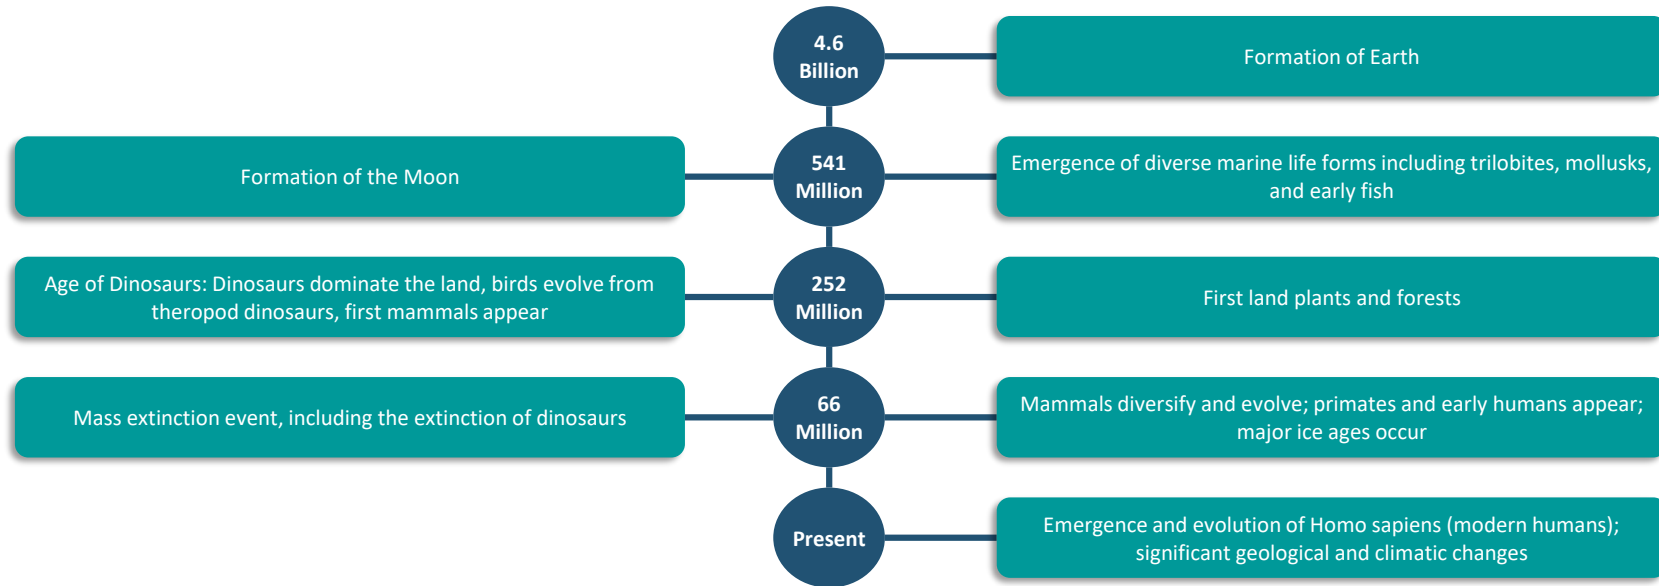 4.6
Billion
Formation of Earth
Formation of the Moon
541
Million
Emergence of diverse marine life forms including trilobites, mollusks,
and early fish
Age of Dinosaurs: Dinosaurs dominate the land, birds evolve from
theropod dinosaurs, first mammals appear
252
Million
First land plants and forests
Mass extinction event, including the extinction of dinosaurs
66
Million
Mammals diversify and evolve; primates and early humans appear;
major ice ages occur
Present
Emergence and evolution of Homo sapiens (modern humans);
significant geological and climatic changes